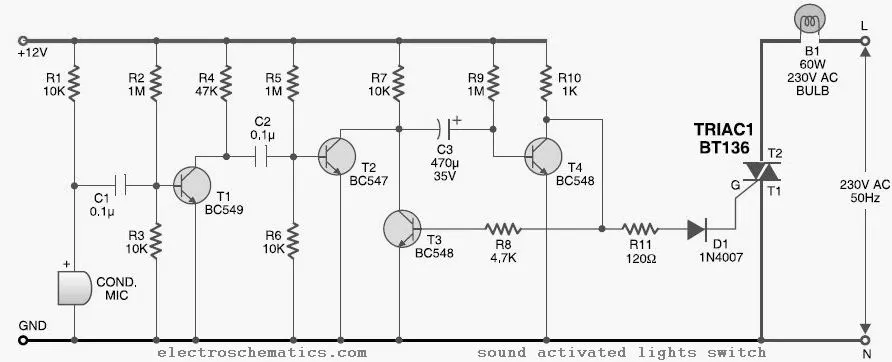 +12V
R1
10K
R2
1M
R4
47K
R5
1M
R7
10K
R9
1M
R10
1K
B1
60W
230V AC
BULB
L
TRIAC1
BT136
T2
G
T1
230V AC
50Hz
C1
0.1µ
T1
BC549
C2
0.1µ
T2
BC547
C3
470µ
35V
+
T4
BC548
R3
10K
R6
10K
T3
BC548
R8
4,7K
R11
120Ω
D1
1N4007
+
COND.
MIC
GND
N
electroschematics.com
sound activated lights switch